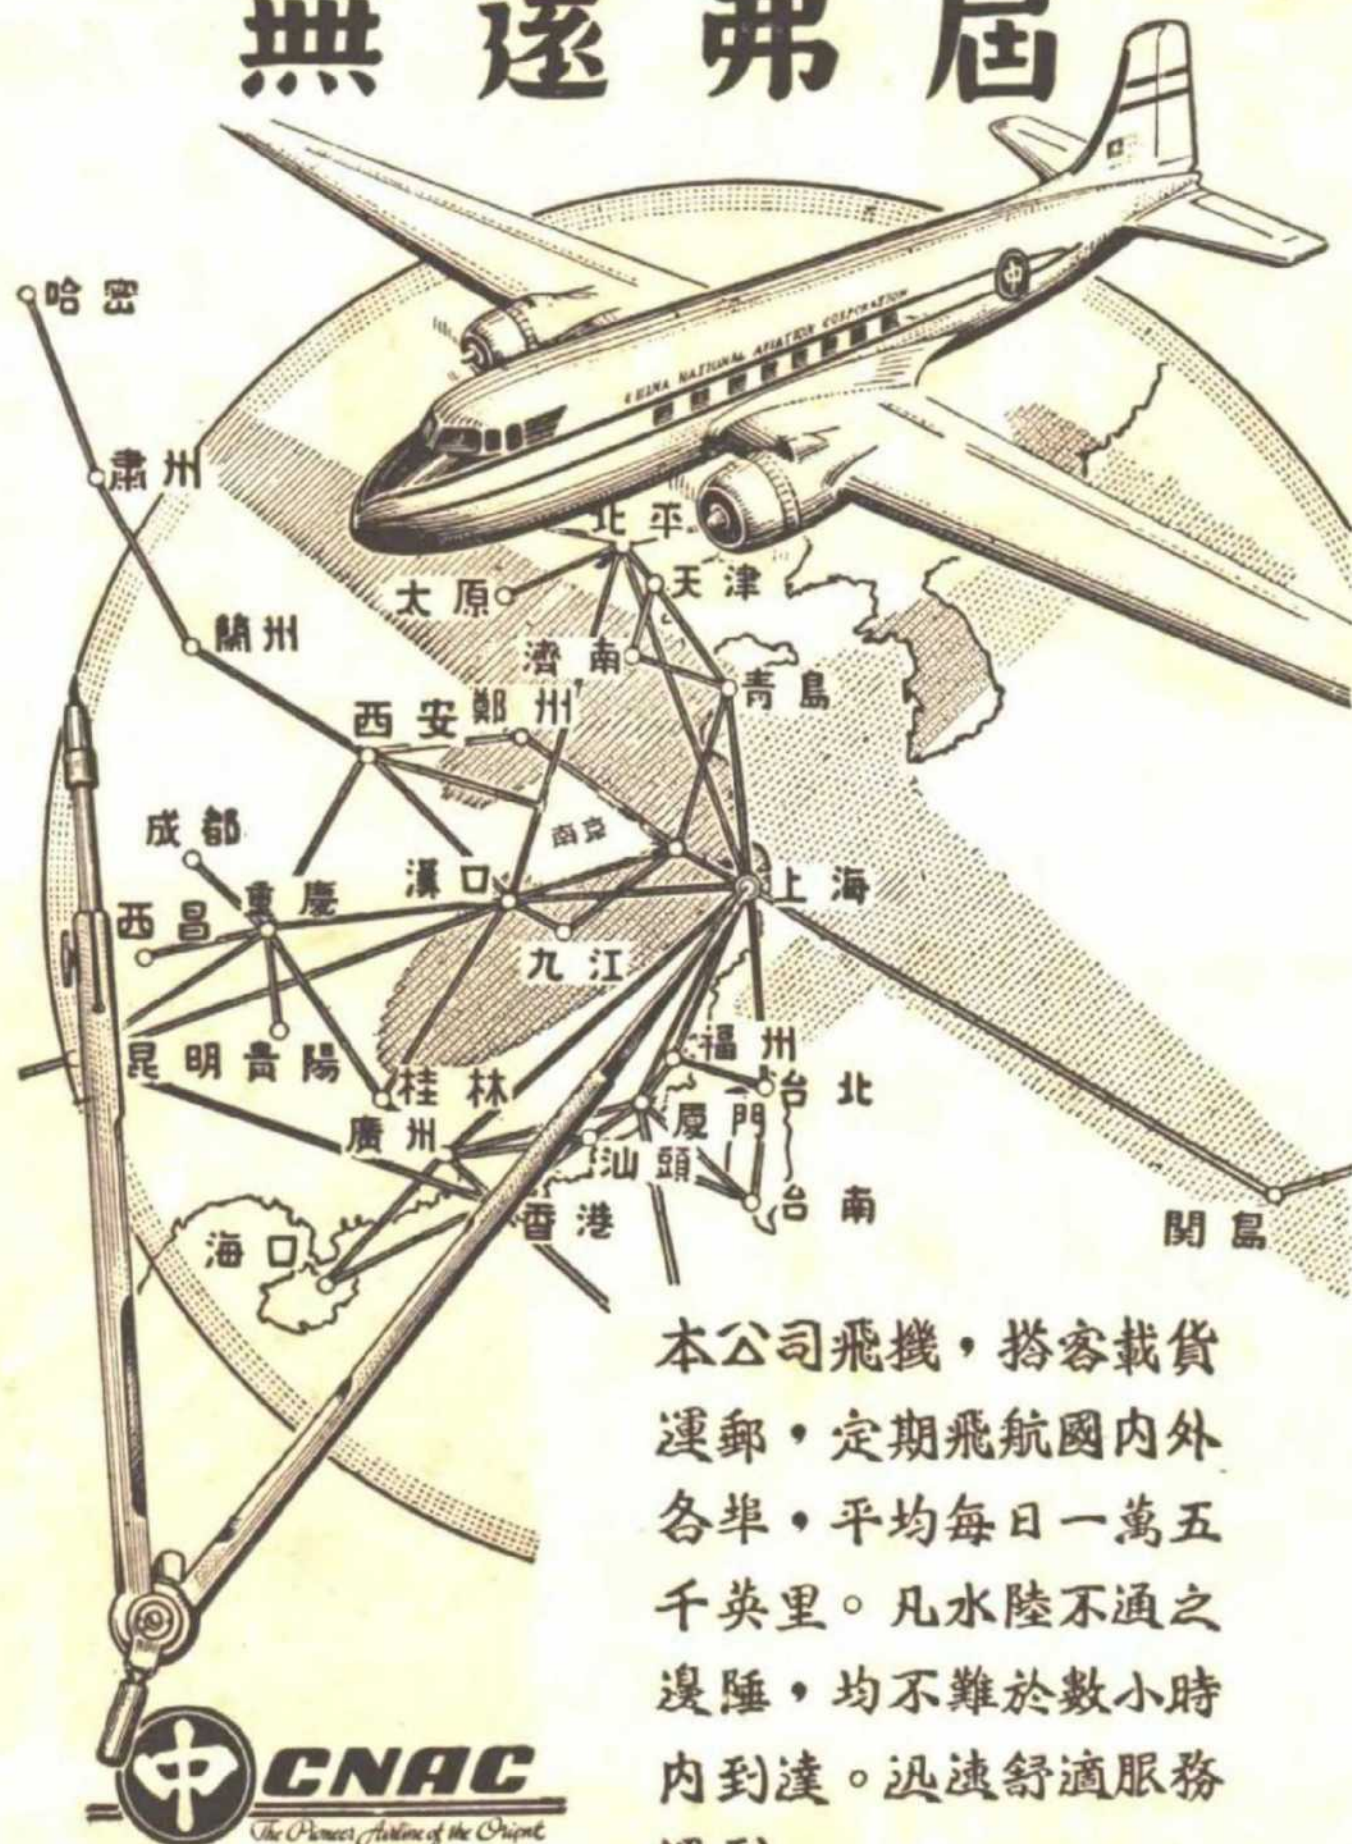 無遠弗屆
中
CHINA NATIONAL AVIATION CORPORATION
哈密
肅州
北平
天津
太原
蘭州
濟南
青島
西安
鄭州
南京
成都
漢口
上海
重慶
西昌
九江
福州
昆明
貴陽
桂林
台北
廣州
厦門
汕頭
台南
香港
関島
海口
本公司飛機，搭客載貨
運郵，定期飛航國内外
各埠，平均每日一萬五
千英里。凡水陸不通之
邊陲，均不難於數小時
内到達。迅速舒適服務
中 CNAC
The Pioneer Airline of the Orient